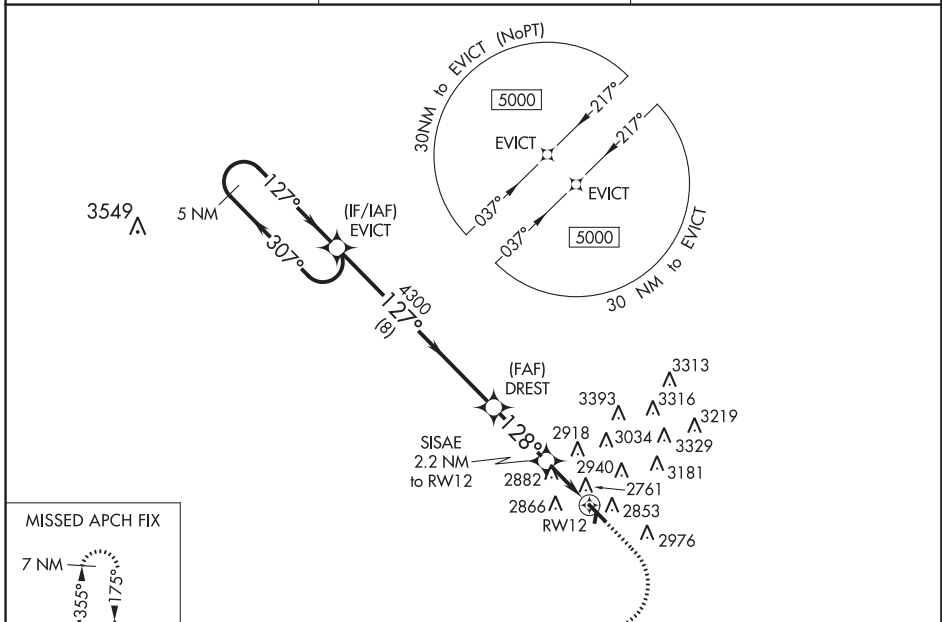 30NM to EVICT (NoPT)
5000
217°
EVICT
217°
037°
EVICT
037°
5000
30 NM to EVICT
3549
5 NM
127°
307°
(IF/IAF)
EVICT
4300
127°
(8)
(FAF)
DREST
128°
SISAE
2.2 NM
to RW12
3313
3393
3316
3219
2918
3034
3329
2882
2940
3181
2761
2866
2853
RW12
2976
MISSED APCH FIX
7 NM
355°
175°